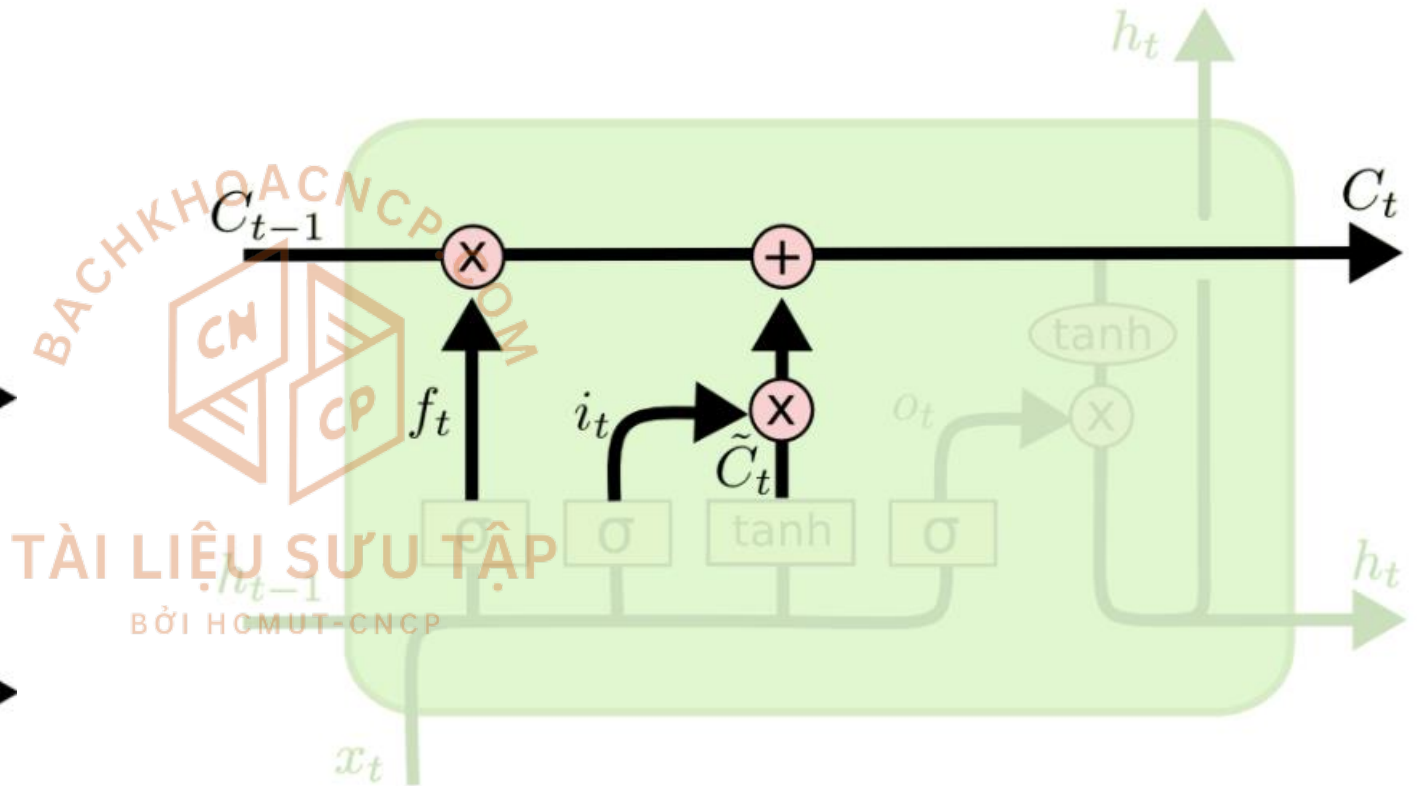 h_t
C_{t-1}
C_t
BACHKHOACNCP.COM
CN
CP
x
+
tanh
f_t
i_t
x
o_t
x
C̃_t
σ
σ
tanh
σ
TÀI LIỆU SƯU TẬP
h_{t-1}
h_t
BỞI HCMUT-CNCP
x_t